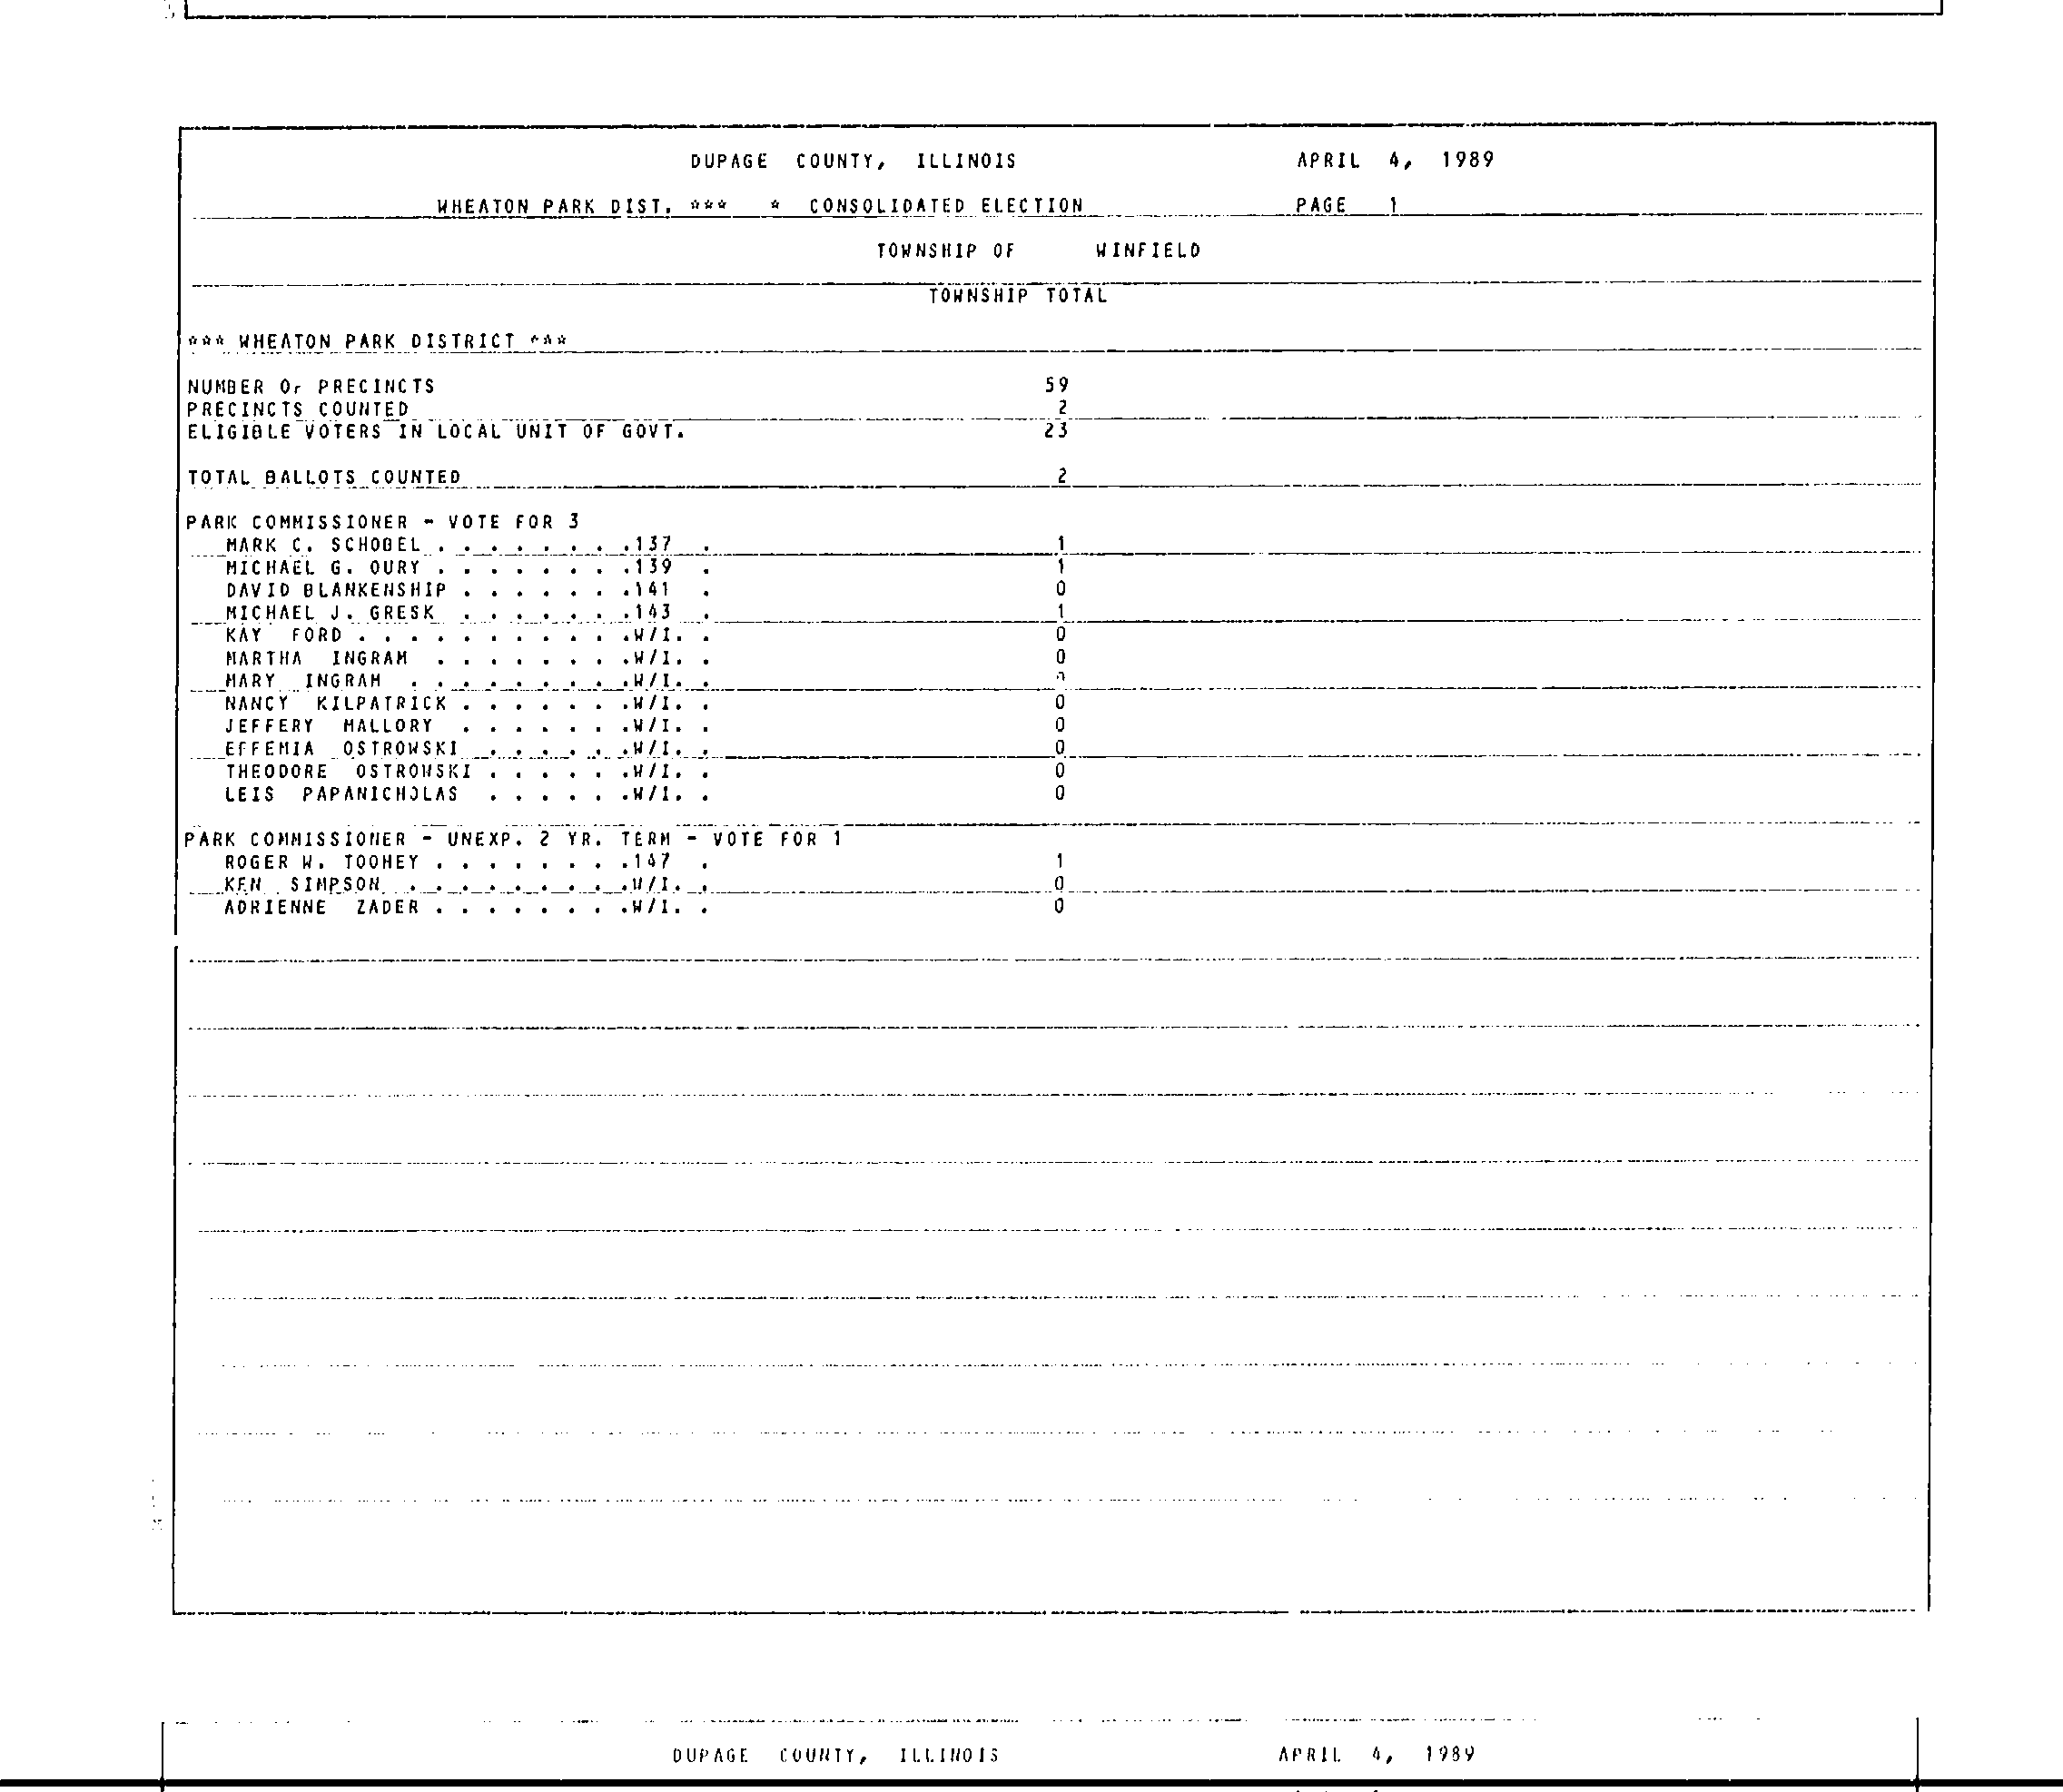 DUPAGE COUNTY, ILLINOIS APRIL 4, 1989
WHEATON PARK DIST. *** * CONSOLIDATED ELECTION PAGE 1
TOWNSHIP OF WINFIELD
TOWNSHIP TOTAL
*** WHEATON PARK DISTRICT ***
NUMBER OF PRECINCTS 59
PRECINCTS COUNTED 2
ELIGIBLE VOTERS IN LOCAL UNIT OF GOVT. 23
TOTAL BALLOTS COUNTED 2
PARK COMMISSIONER - VOTE FOR 3
MARK C. SCHOBEL . . . . . . . .137 . 1
MICHAEL G. OURY . . . . . . . .139 . 1
DAVID BLANKENSHIP . . . . . . .141 . 0
MICHAEL J. GRESK . . . . . . .143 . 1
KAY FORD . . . . . . . . . . .W/I. . 0
MARTHA INGRAM . . . . . . . .W/I. . 0
MARY INGRAM . . . . . . . . .W/I. .
NANCY KILPATRICK . . . . . . .W/I. . 0
JEFFERY MALLORY . . . . . . .W/I. . 0
EFFEMIA OSTROWSKI . . . . . .W/I. . 0
THEODORE OSTROWSKI . . . . . .W/I. . 0
LEIS PAPANICHOLAS . . . . . .W/I. . 0
PARK COMMISSIONER - UNEXP. 2 YR. TERM - VOTE FOR 1
ROGER W. TOOHEY . . . . . . . .147 . 1
KEN SIMPSON . . . . . . . . .W/I. . 0
ADRIENNE ZADER . . . . . . . .W/I. . 0
DUPAGE COUNTY, ILLINOIS APRIL 4, 1989